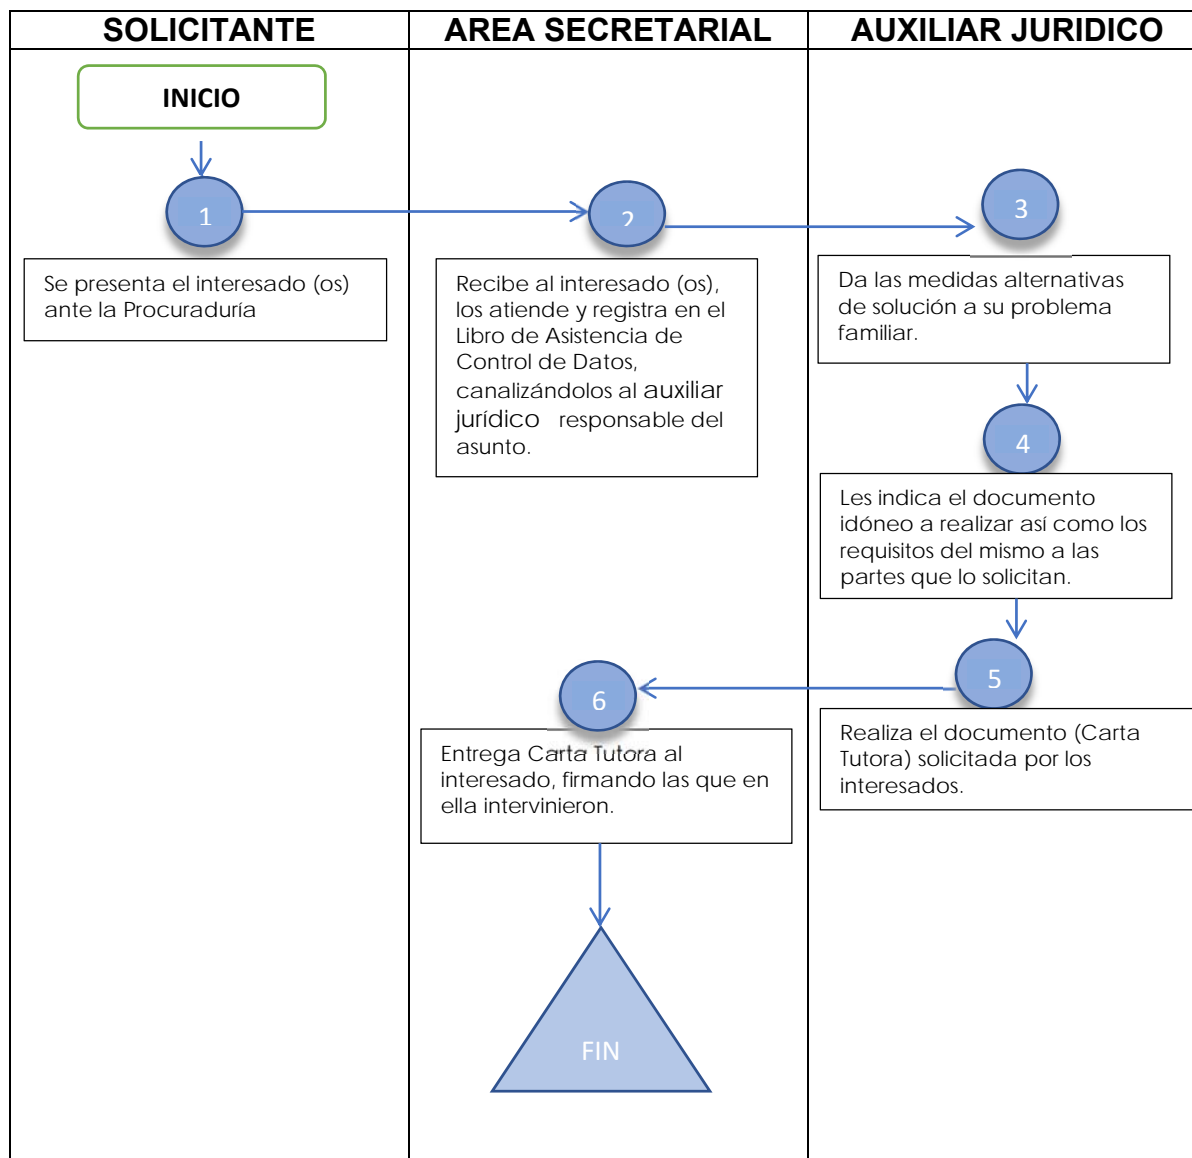 SOLICITANTE
AREA SECRETARIAL
AUXILIAR JURIDICO
INICIO
1
2
3
Se presenta el interesado (os)
ante la Procuraduría
Recibe al interesado (os),
los atiende y registra en el
Libro de Asistencia de
Control de Datos,
canalizándolos al auxiliar
jurídico responsable del
asunto.
Da las medidas alternativas
de solución a su problema
familiar.
4
Les indica el documento
idóneo a realizar así como los
requisitos del mismo a las
partes que lo solicitan.
5
Realiza el documento (Carta
Tutora) solicitada por los
interesados.
6
Entrega Carta Tutora al
interesado, firmando las que en
ella intervinieron.
FIN